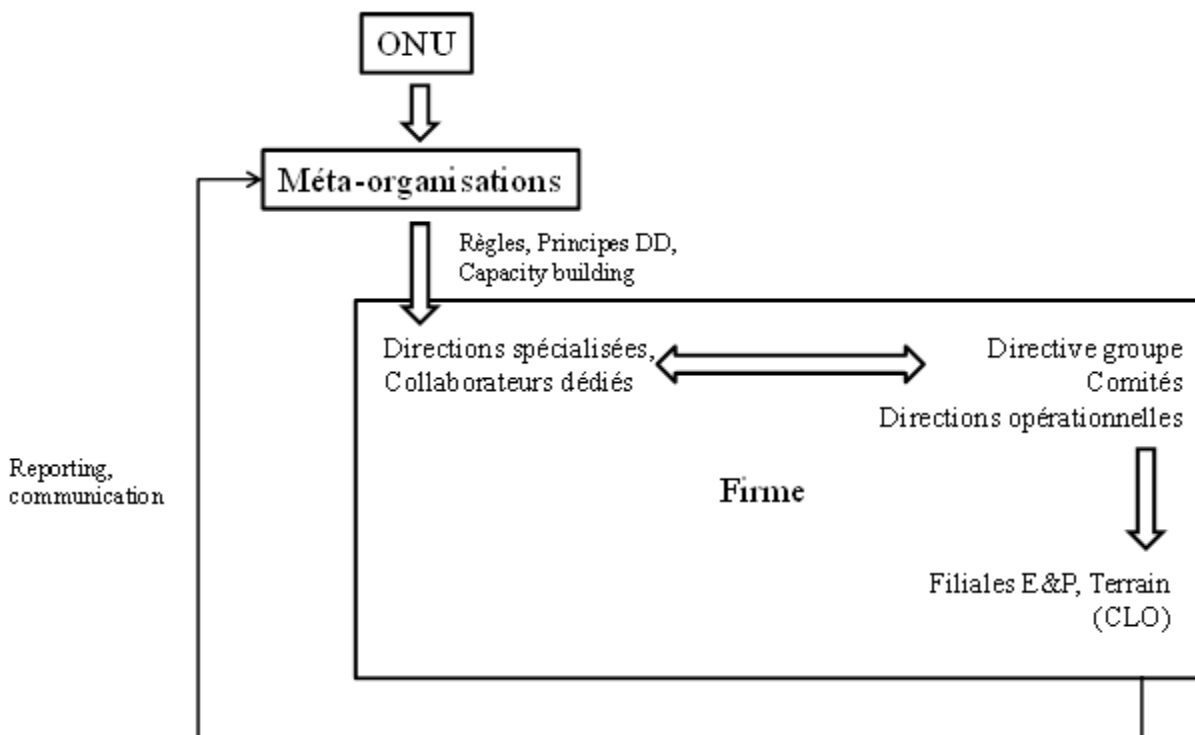 ONU
Méta-organisations
Règles, Principes DD,
Capacity building
Directions spécialisées,
Collaborateurs dédiés
Directive groupe
Comités
Directions opérationnelles
Reporting,
communication
Firme
Filiales E&P, Terrain
(CLO)